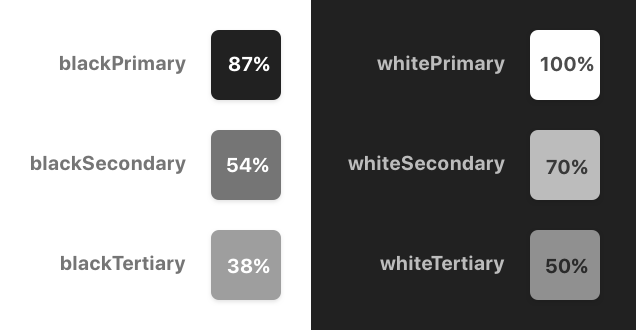 blackPrimary 87%
blackSecondary 54%
blackTertiary 38%
whitePrimary 100%
whiteSecondary 70%
whiteTertiary 50%